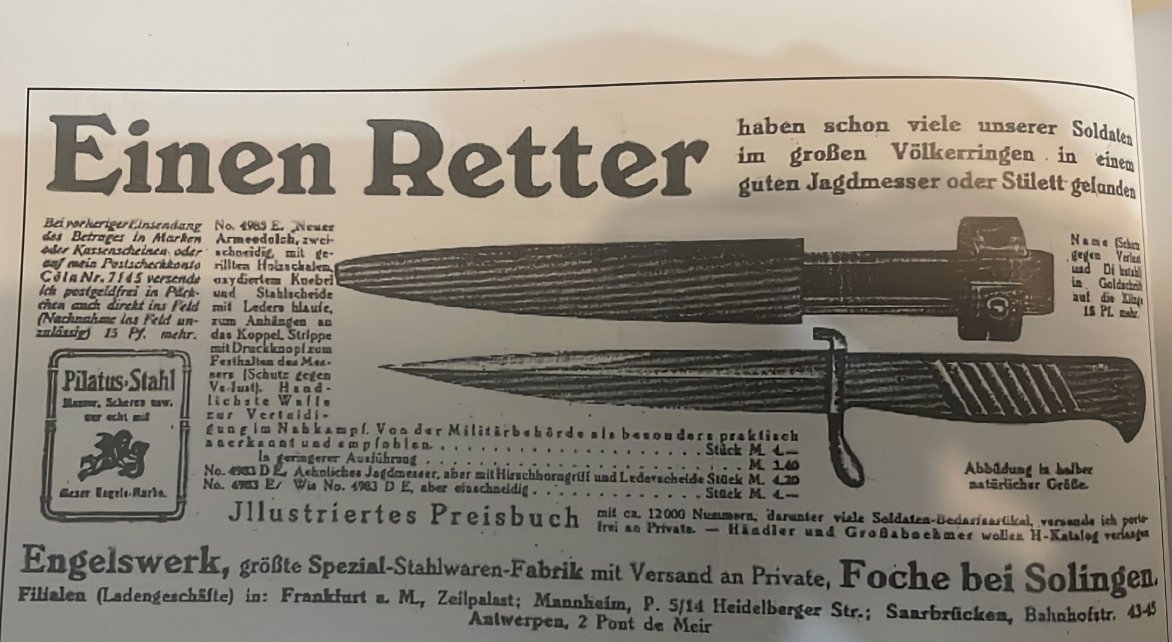 Einen Retter
haben schon viele unserer Soldaten
im großen Völkerringen in einem
guten Jagdmesser oder Stilett gefunden
Bei vorheriger Einsendung
des Betrages in Marken
oder Kassenscheinen oder
auf mein Postscheckkonto
Cöln Nr. 7145 versende
ich postgeldfrei in Päck-
chen auch direkt ins Feld
(Nachnahme ins Feld un-
zulässig) 15 Pf. mehr.
Pilatus-Stahl
Messer, Scheren usw.
nur echt mit
dieser Engels-Marke.
No. 4983 E. Neuer
Armeedolch, zwei-
schneidig, mit ge-
rillten Holzschalen,
oxydiertem Knebel
und Stahlscheide
mit Leders hlaufe,
zum Anhängen an
das Koppel, Strippe
mit Druckknopf zum
Festhalten des Mes-
sers (Schutz gegen
Ve lust). Hand-
lichste Waffe
zur Verteidi-
gung im Nahkampf. Von der Militärbehörde als besonders praktisch
anerkannt und empfohlen. . . . . . . . . . . . . . . . . Stück M. 4.—
In geringerer Ausführung . . . . . . . . . . . . . . . . M.
No. 4983 D E. Aehnliches Jagdmesser, aber mit Hirschhorngriff und Lederscheide Stück M. 4.20
No. 4983 E/ Wie No. 4983 D E, aber einschneidig . . . . . . . . . Stück M. 4.—
Name (Schutz
gegen Verlust
und Di bstahl)
in Goldschrift
auf die Klinge
15 Pf. mehr.
Abbildung in halber
natürlicher Größe.
Jllustriertes Preisbuch
mit ca. 12000 Nummern, darunter viele Soldaten-Bedarfsartikel, versende ich porto-
frei an Private. — Händler und Großabnehmer wollen H-Katalog verlangen
Engelswerk, größte Spezial-Stahlwaren-Fabrik mit Versand an Private, Foche bei Solingen.
Filialen (Ladengeschäfte) in: Frankfurt a. M., Zeilpalast; Mannheim, P. 5/14 Heidelberger Str.; Saarbrücken, Bahnhofstr. 43-45
Antwerpen, 2 Pont de Meir